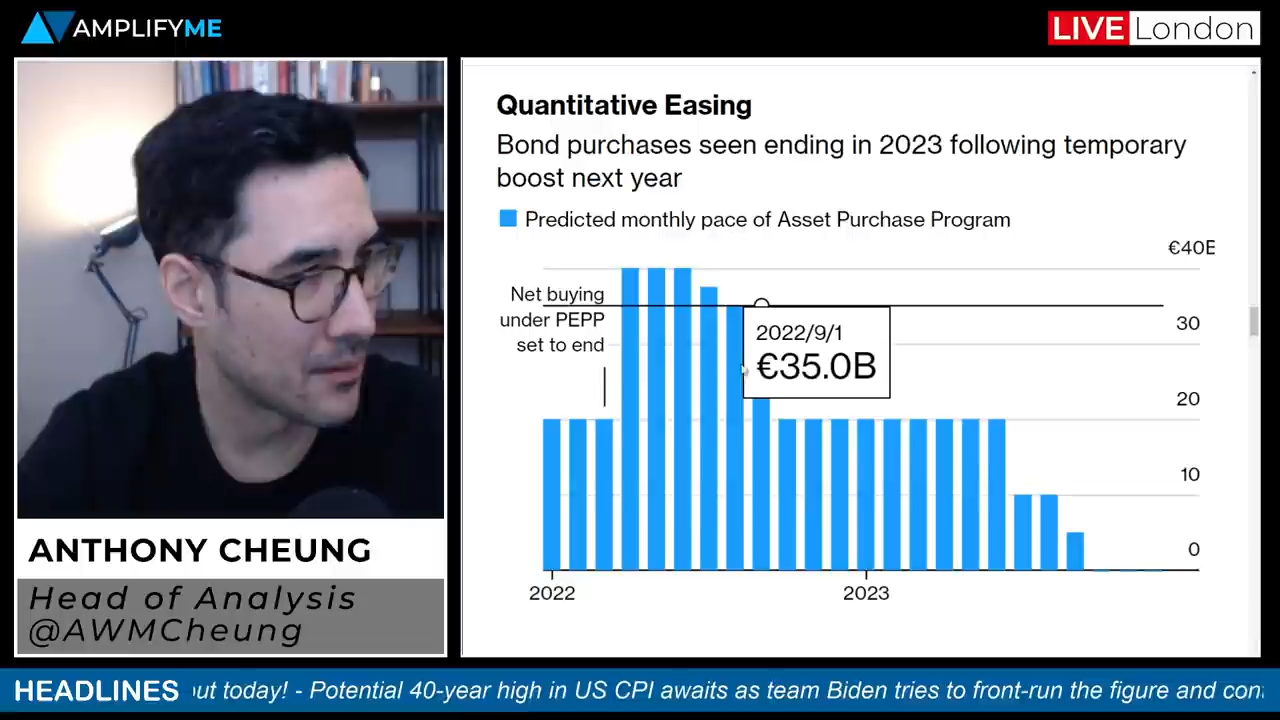 AMPLIFYME
LIVE London
Quantitative Easing
Bond purchases seen ending in 2023 following temporary
boost next year
Predicted monthly pace of Asset Purchase Program
€40E
Net buying
under PEPP
set to end
2022/9/1
€35.0B
30
20
10
0
2022
2023
ANTHONY CHEUNG
Head of Analysis
@AWMCheung
HEADLINES out today! - Potential 40-year high in US CPI awaits as team Biden tries to front-run the figure and